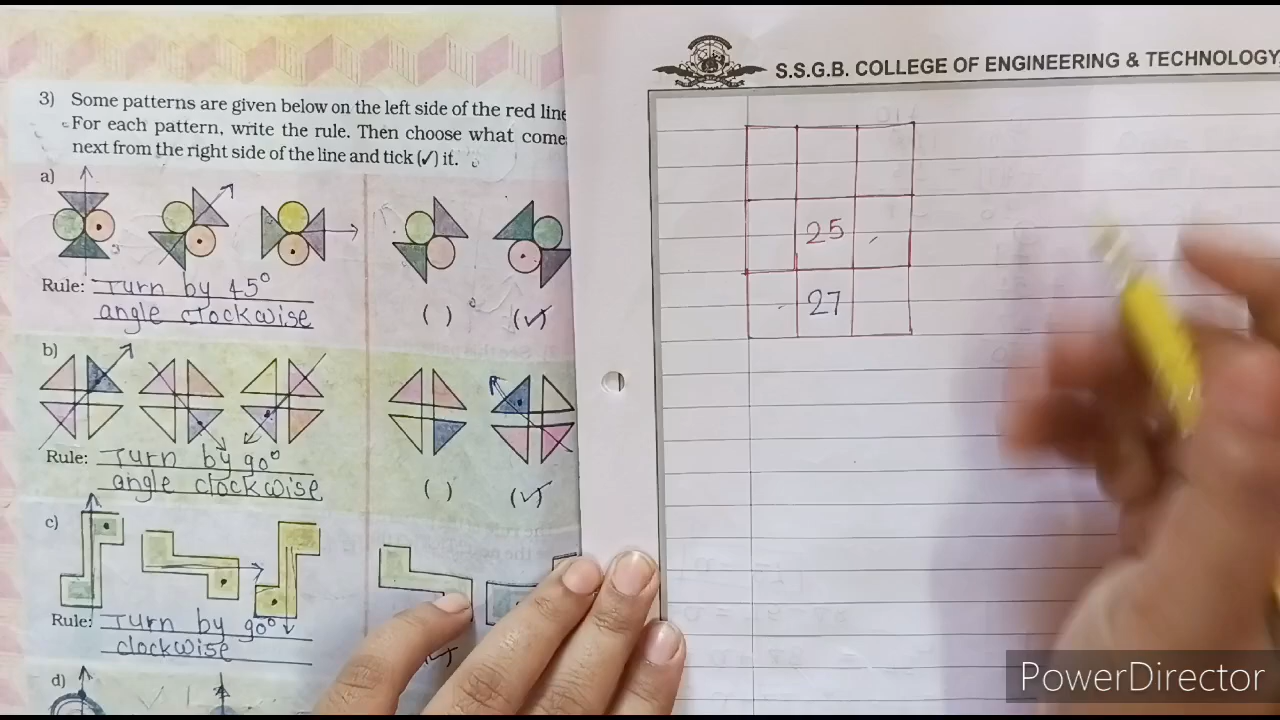 3) Some patterns are given below on the left side of the red line
For each pattern, write the rule. Then choose what come
next from the right side of the line and tick (✓) it.
a)
Rule: Turn by 45°
angle clockwise
( ) (✓)
b)
Rule: Turn by 90°
angle clockwise
( ) (✓)
c)
Rule: Turn by 90°
clockwise
d)
S.S.G.B. COLLEGE OF ENGINEERING & TECHNOLOGY
25
27
PowerDirector